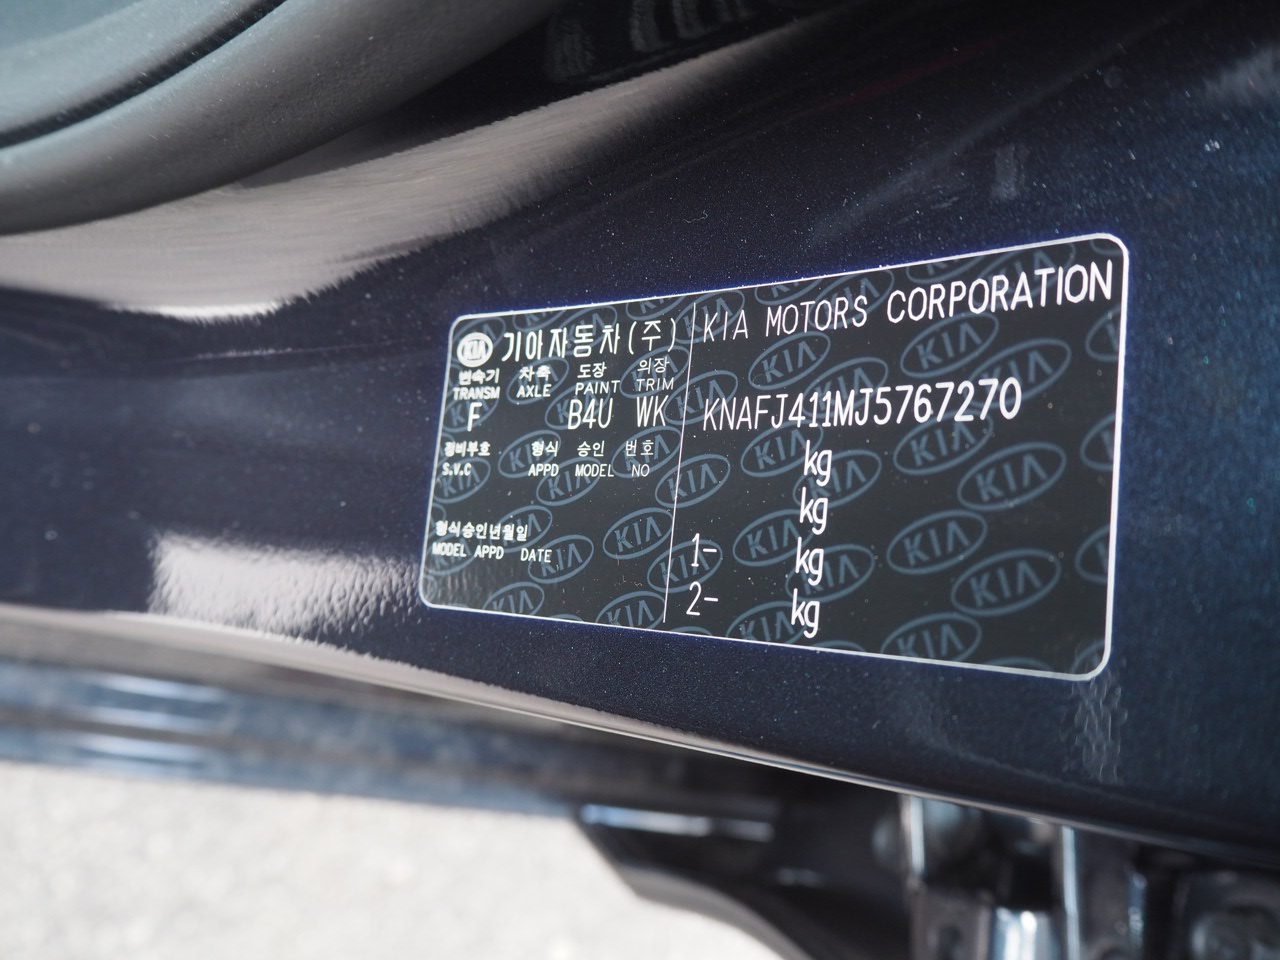 KIA 기아자동차(주) KIA MOTORS CORPORATION
변속기 차축 도장 의장
TRANSM AXLE PAINT TRIM
F B4U WK KNAFJ411MJ5767270
정비부호 형식 승인 번호
S.V.C APPD MODEL NO
kg
kg
형식승인년월일
MODEL APPD DATE
1- kg
2- kg